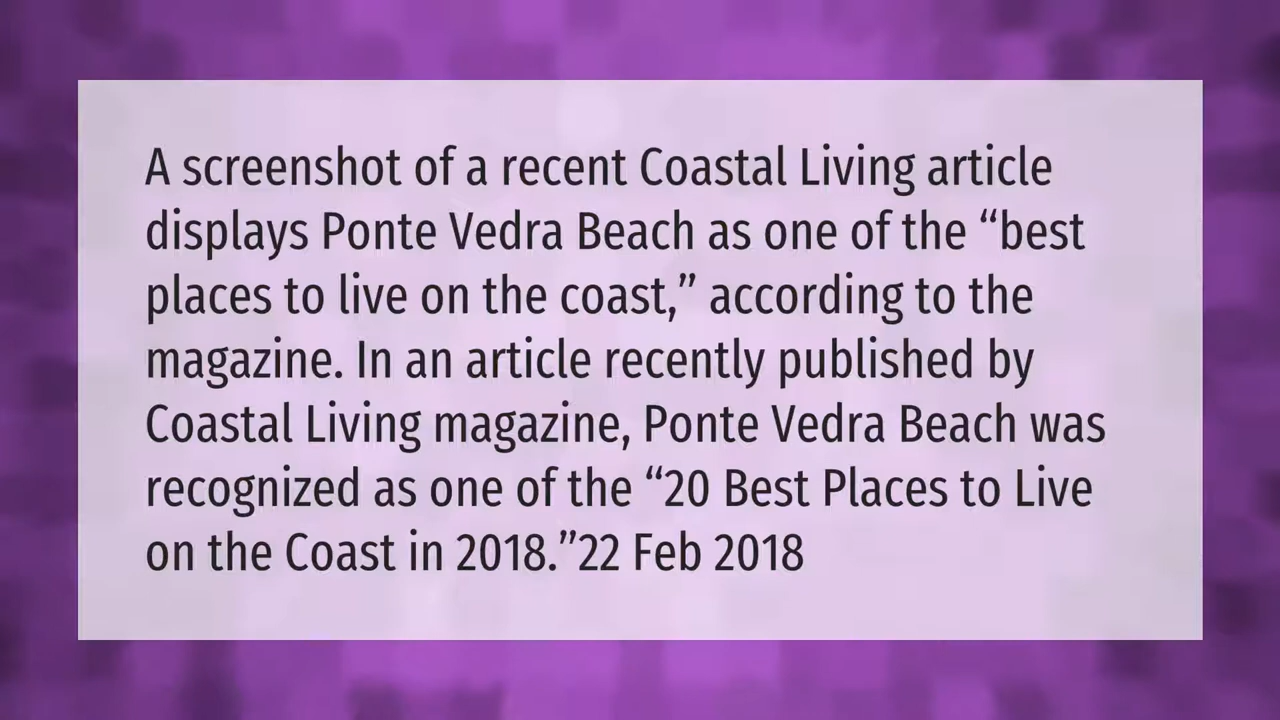 A screenshot of a recent Coastal Living article
displays Ponte Vedra Beach as one of the “best
places to live on the coast,” according to the
magazine. In an article recently published by
Coastal Living magazine, Ponte Vedra Beach was
recognized as one of the “20 Best Places to Live
on the Coast in 2018.”22 Feb 2018